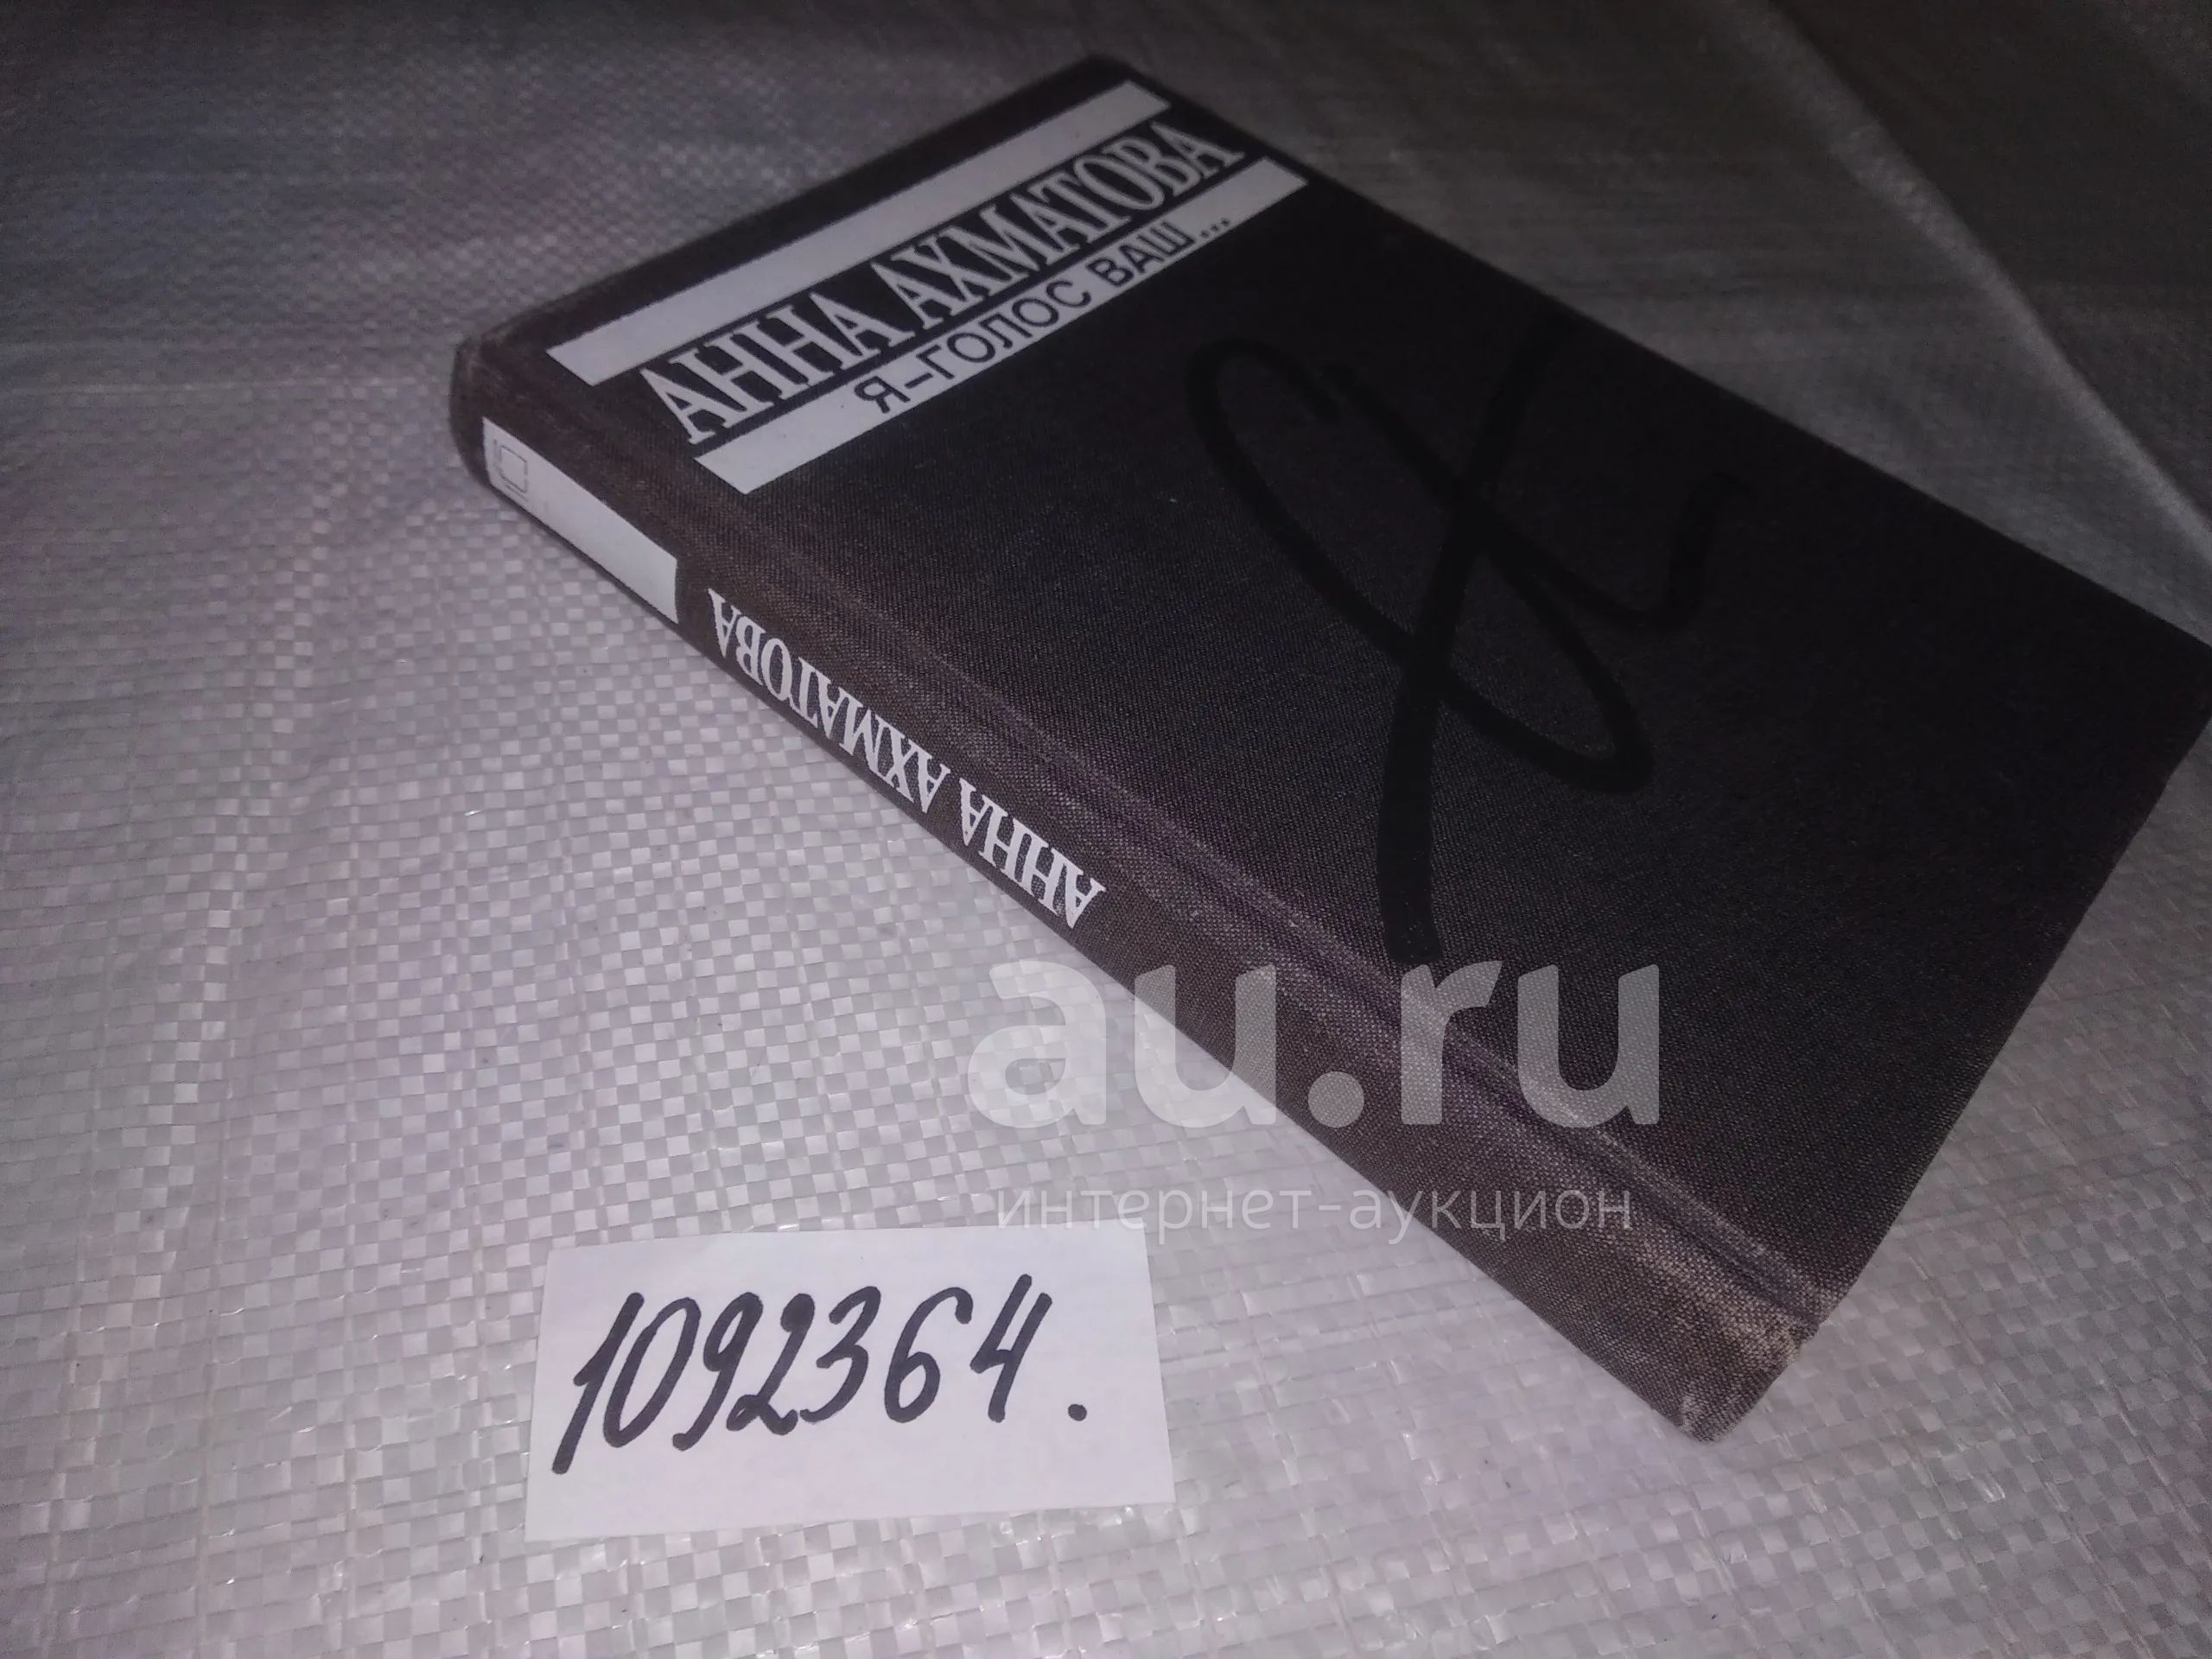 АННА АХМАТОВА
Я–ГОЛОС ВАШ...
АННА АХМАТОВА
au.ru
интернет-аукцион
1092364.